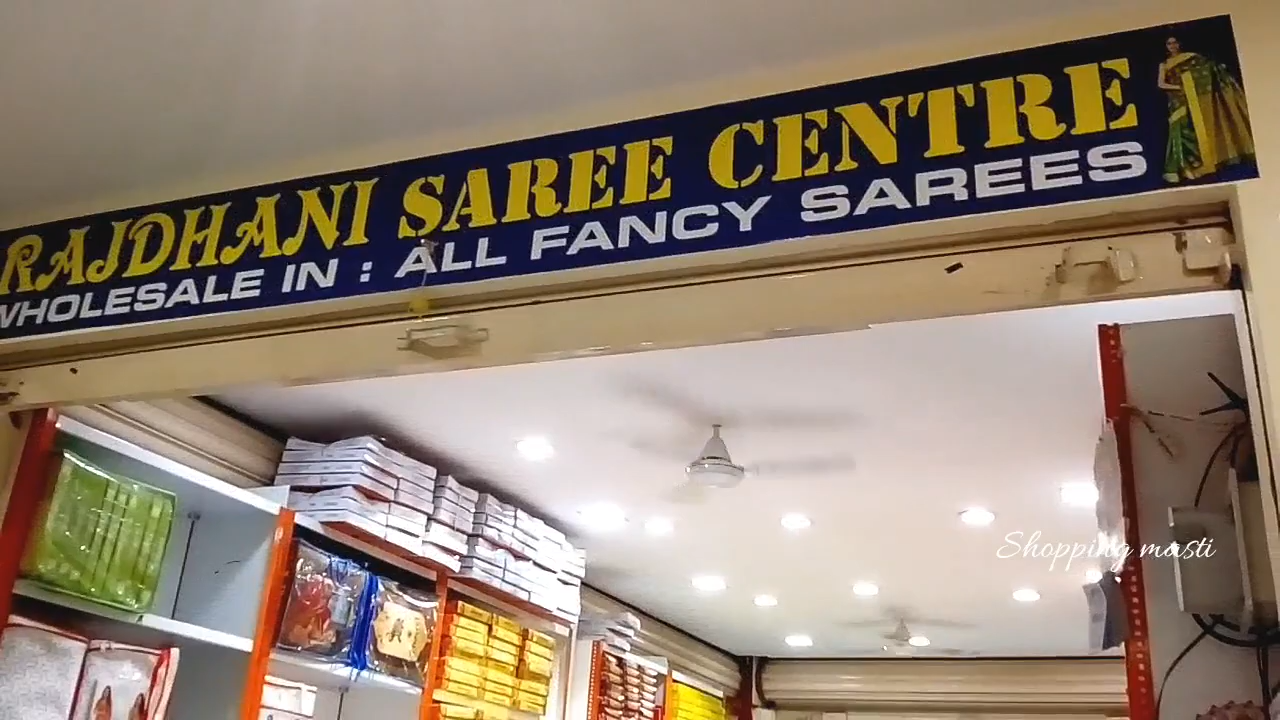 RAJDHANI SAREE CENTRE
WHOLESALE IN : ALL FANCY SAREES
Shopping masti